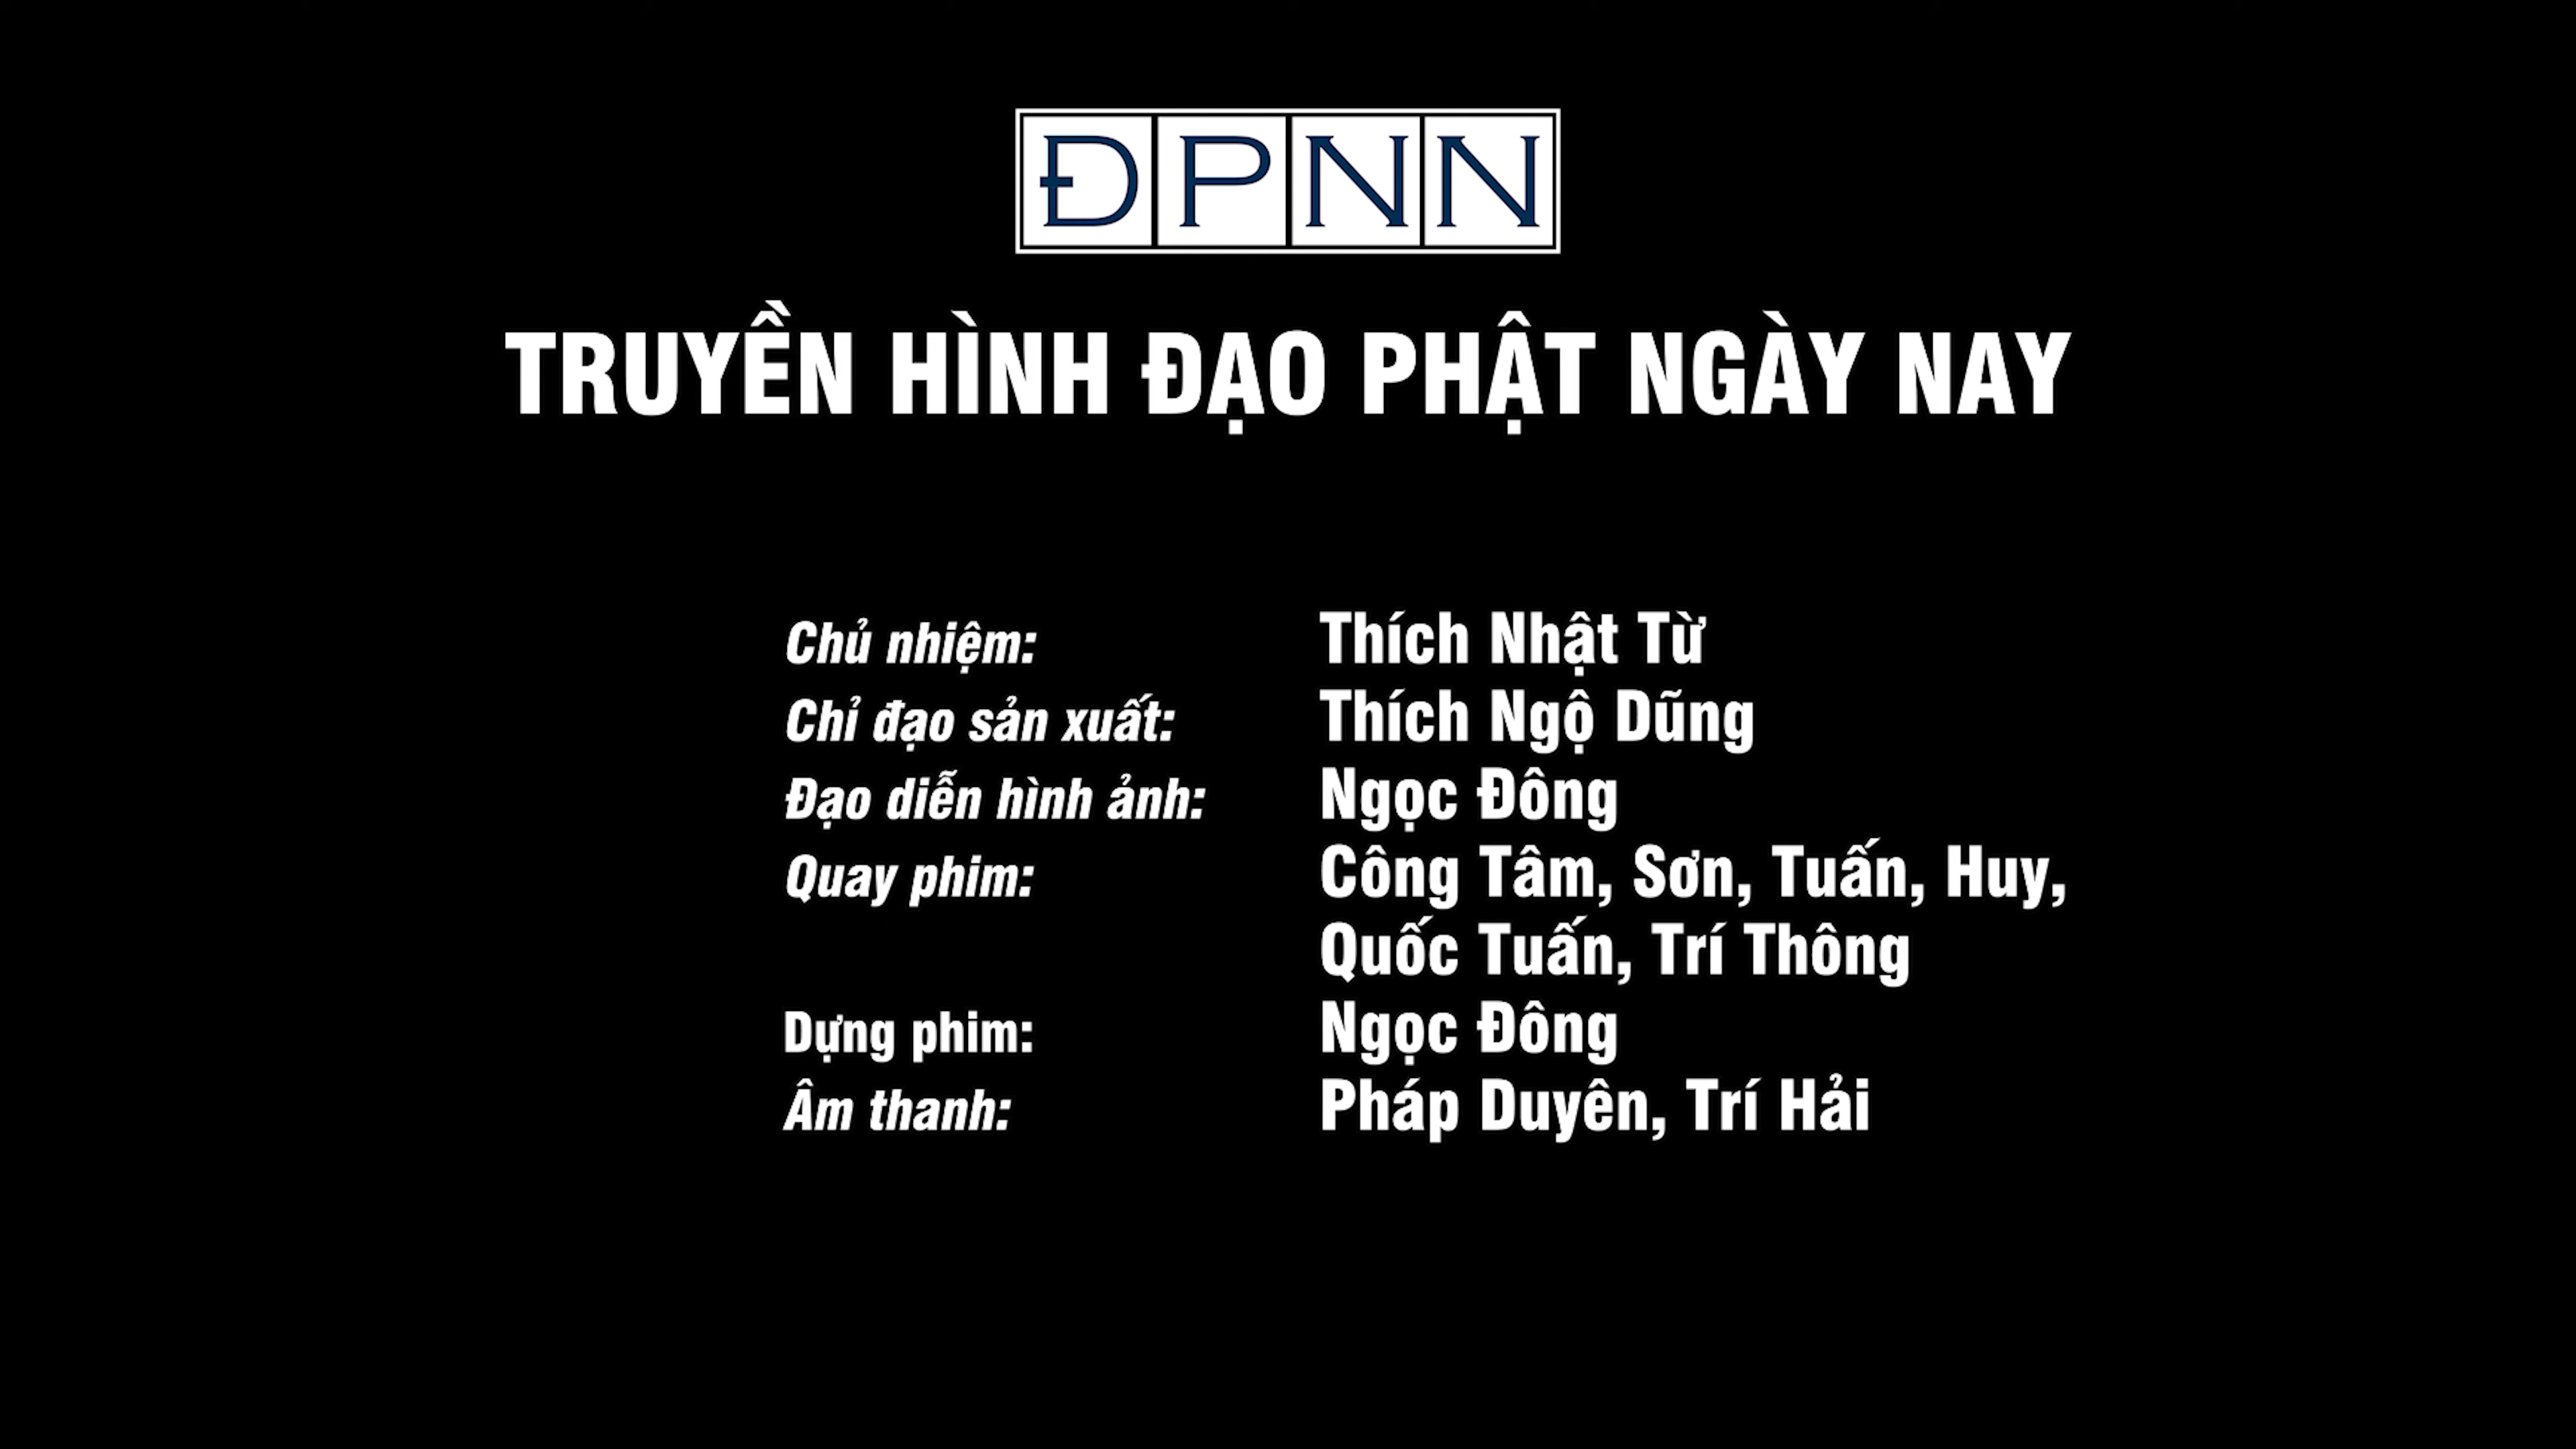 ĐPNN
TRUYỀN HÌNH ĐẠO PHẬT NGÀY NAY
Chủ nhiệm: Thích Nhật Từ
Chỉ đạo sản xuất: Thích Ngộ Dũng
Đạo diễn hình ảnh: Ngọc Đông
Quay phim: Công Tâm, Sơn, Tuấn, Huy,
Quốc Tuấn, Trí Thông
Dựng phim: Ngọc Đông
Âm thanh: Pháp Duyên, Trí Hải